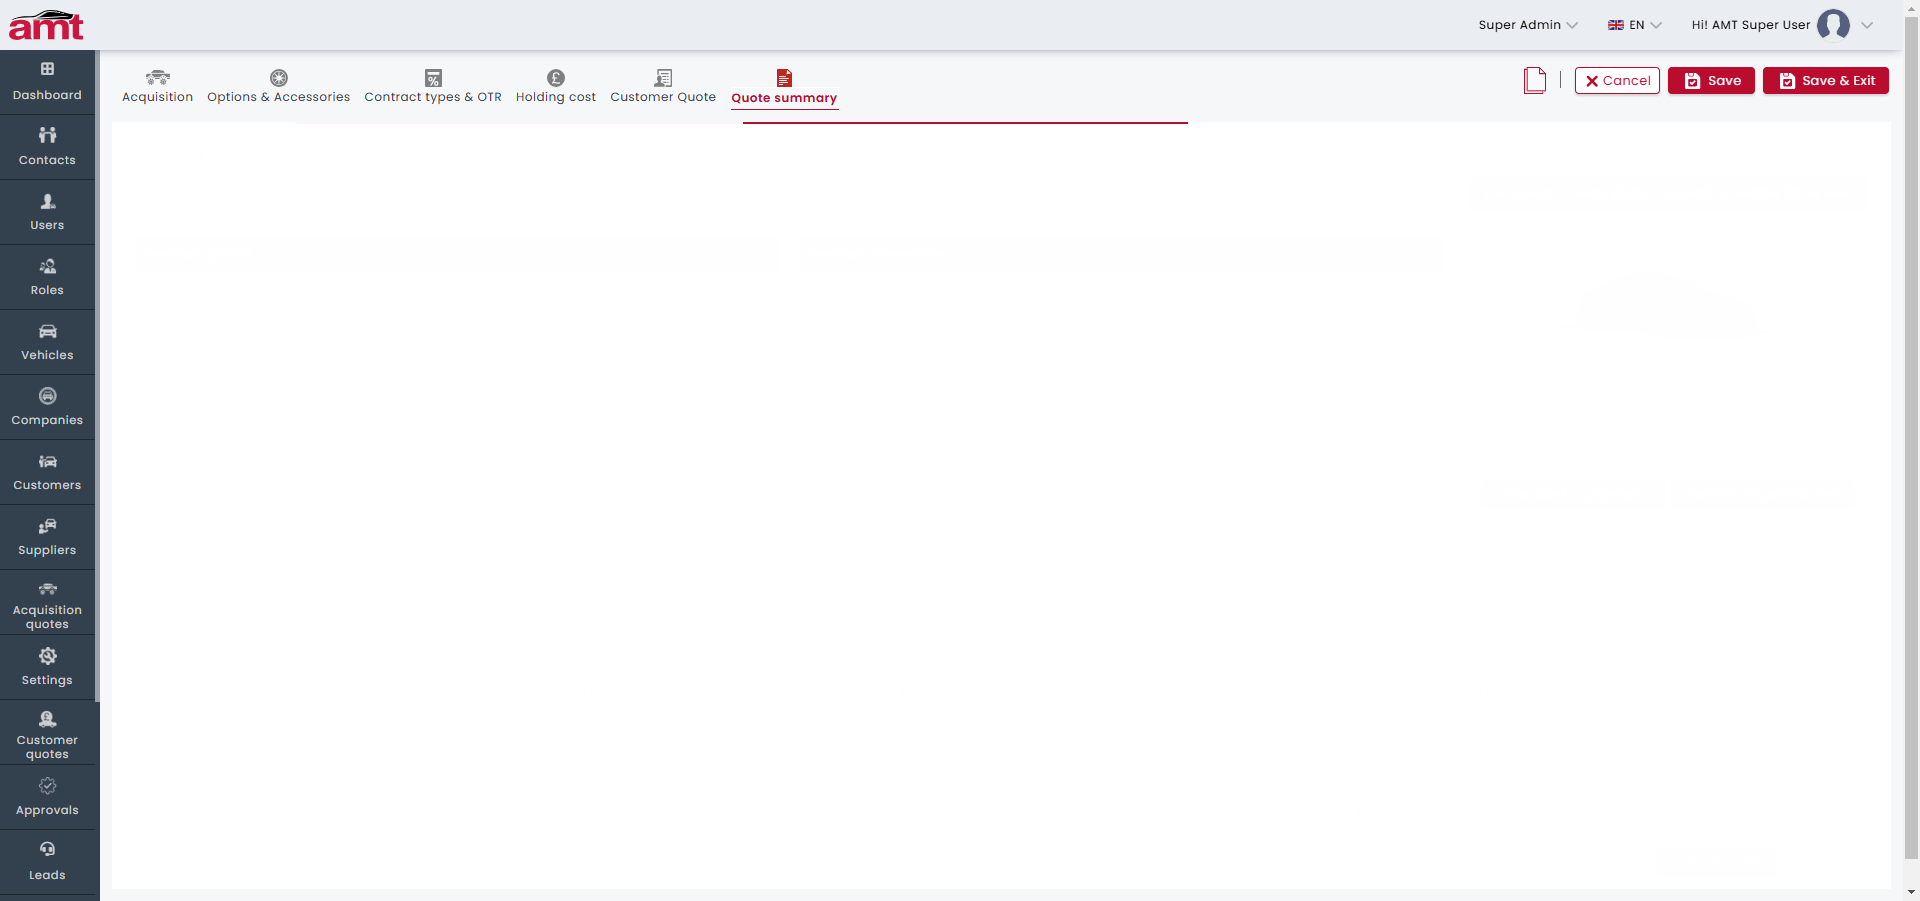 amt
Super Admin
EN
Hi! AMT Super User
Dashboard
Contacts
Users
Roles
Vehicles
Companies
Customers
Suppliers
Acquisition
quotes
Settings
Customer
quotes
Approvals
Leads
Acquisition
Options & Accessories
Contract types & OTR
Holding cost
Customer Quote
Quote summary
Cancel
Save
Save & Exit